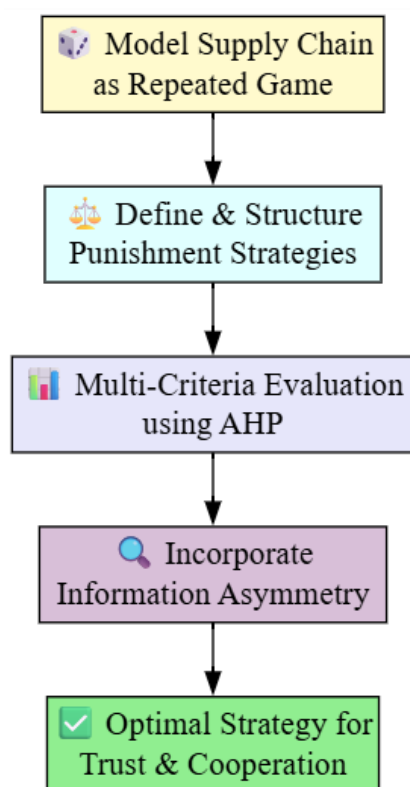 Model Supply Chain
as Repeated Game
Define & Structure
Punishment Strategies
Multi-Criteria Evaluation
using AHP
Incorporate
Information Asymmetry
Optimal Strategy for
Trust & Cooperation